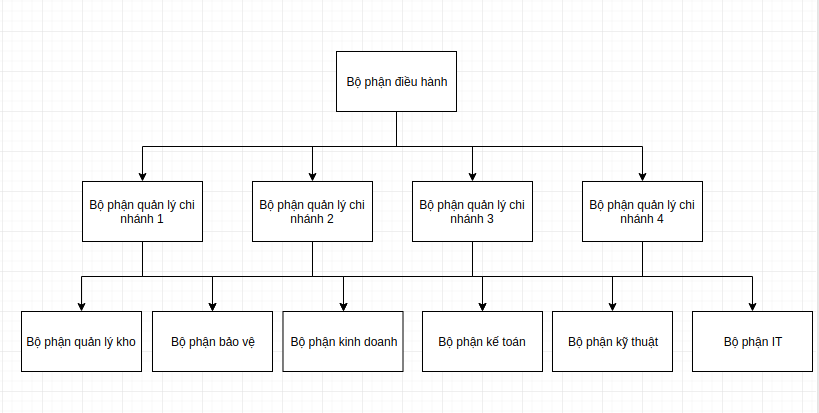 Bộ phận điều hành
Bộ phận quản lý chi
nhánh 1
Bộ phận quản lý chi
nhánh 2
Bộ phận quản lý chi
nhánh 3
Bộ phận quản lý chi
nhánh 4
Bộ phận quản lý kho
Bộ phận bảo vệ
Bộ phận kinh doanh
Bộ phận kế toán
Bộ phận kỹ thuật
Bộ phận IT